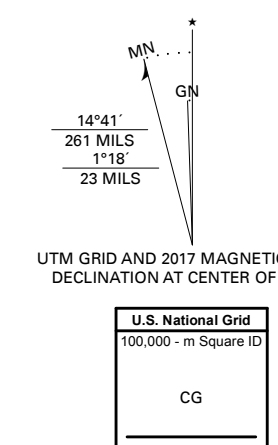 ★
MN
GN
14°41´
261 MILS
1°18´
23 MILS
UTM GRID AND 2017 MAGNETIC
DECLINATION AT CENTER OF
U.S. National Grid
100,000 - m Square ID
CG